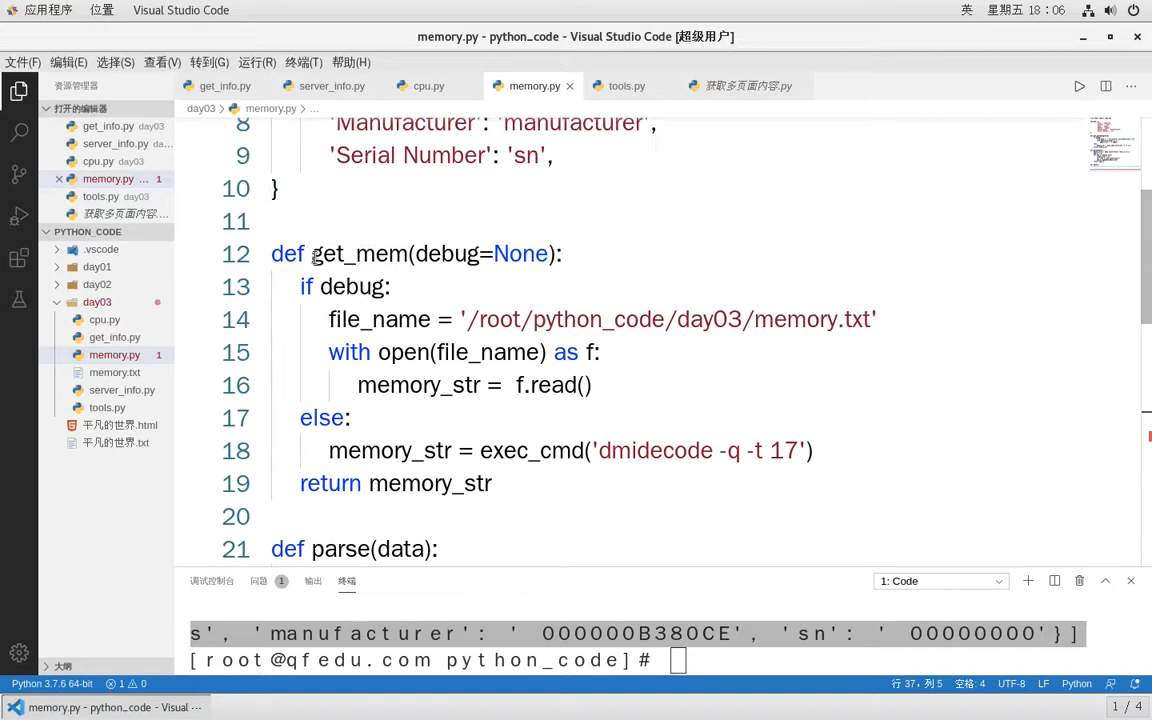 应用程序 位置 Visual Studio Code 英 星期五 18：06
memory.py - python_code - Visual Studio Code [超级用户]
文件(F) 编辑(E) 选择(S) 查看(V) 转到(G) 运行(R) 终端(T) 帮助(H)
资源管理器
get_info.py server_info.py cpu.py memory.py tools.py 获取多页面内容.py
打开的编辑器
day03 > memory.py > ...
get_info.py day03
server_info.py da...
cpu.py day03
memory.py ... 1
tools.py day03
获取多页面内容....
PYTHON_CODE
.vscode
day01
day02
day03
cpu.py
get_info.py
memory.py 1
memory.txt
server_info.py
tools.py
平凡的世界.html
平凡的世界.txt
大纲
8 'Manufacturer': 'manufacturer',
9 'Serial Number': 'sn',
10 }
11
12 def get_mem(debug=None):
13 if debug:
14 file_name = '/root/python_code/day03/memory.txt'
15 with open(file_name) as f:
16 memory_str =  f.read()
17 else:
18 memory_str = exec_cmd('dmidecode -q -t 17')
19 return memory_str
20
21 def parse(data):
调试控制台 问题 1 输出 终端 1: Code
s', 'manufacturer': ' 000000B380CE', 'sn': ' 00000000'}]
[root@qfedu.com python_code]#
Python 3.7.6 64-bit 1 0 行 37，列 5 空格: 4 UTF-8 LF Python
memory.py - python_code - Visual ··· 1 / 4